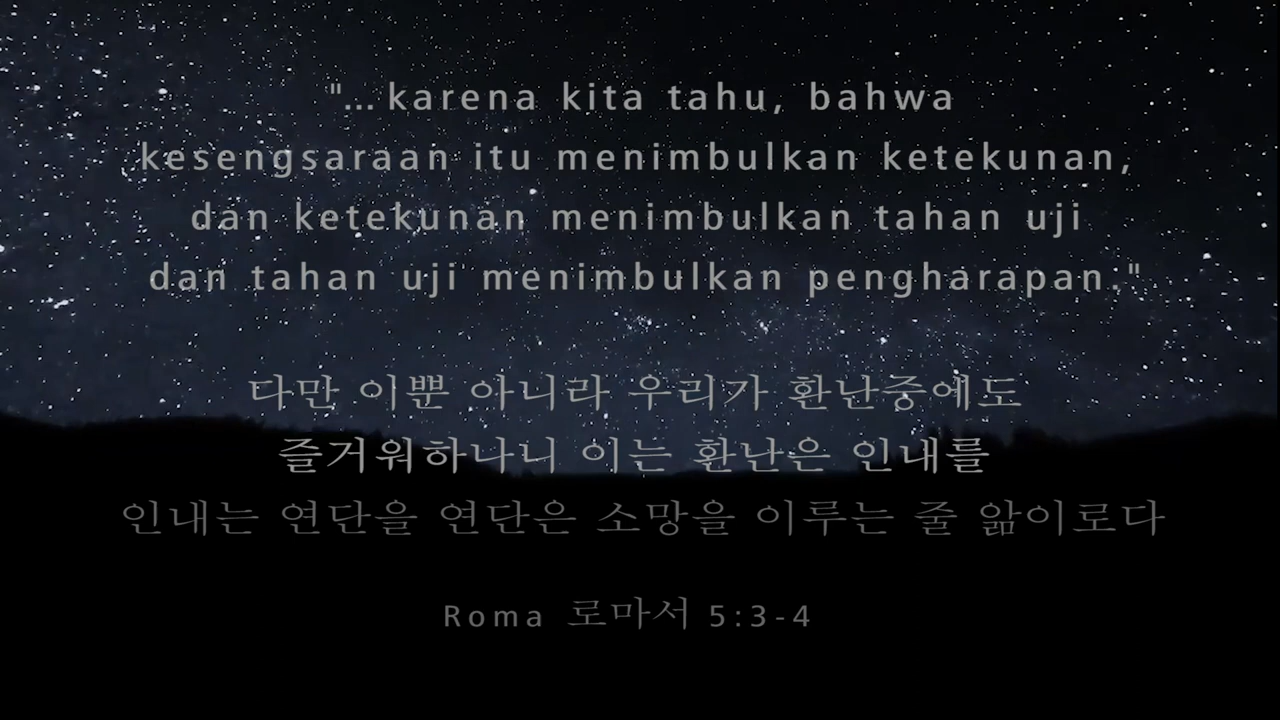 "... karena kita tahu, bahwa
kesengsaraan itu menimbulkan ketekunan,
dan ketekunan menimbulkan tahan uji
dan tahan uji menimbulkan pengharapan."
다만 이뿐 아니라 우리가 환난중에도
즐거워하나니 이는 환난은 인내를
인내는 연단을 연단은 소망을 이루는 줄 앎이로다
Roma 로마서 5:3-4